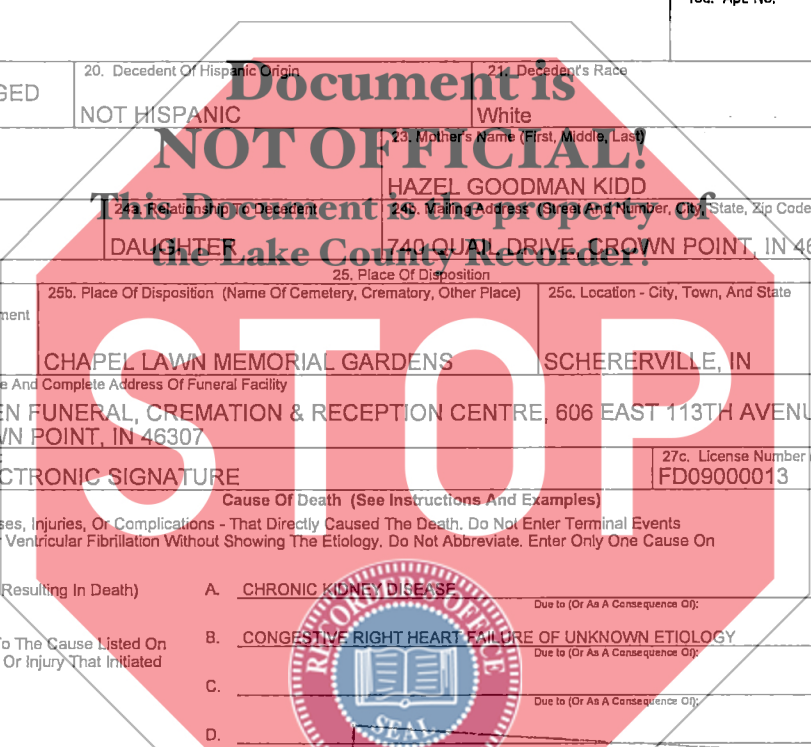 20. Decedent Of Hispanic Origin
21. Decedent's Race
NOT HISPANIC
White
Document is
NOT OFFICIAL!
This Document is the property of
the Lake County Recorder!
23. Mother's Name (First, Middle, Last)
HAZEL GOODMAN KIDD
24a. Relationship To Decedent
24b. Mailing Address (Street And Number, City, State, Zip Code
DAUGHTER
740 QUAIL DRIVE, CROWN POINT, IN 46
25. Place Of Disposition
25b. Place Of Disposition (Name Of Cemetery, Crematory, Other Place)
25c. Location - City, Town, And State
ment
CHAPEL LAWN MEMORIAL GARDENS
SCHERERVILLE, IN
STOP
e And Complete Address Of Funeral Facility
EN FUNERAL, CREMATION & RECEPTION CENTRE, 606 EAST 113TH AVENU
WN POINT, IN 46307
27c. License Number
CTRONIC SIGNATURE
FD09000013
Cause Of Death (See Instructions And Examples)
ses, Injuries, Or Complications - That Directly Caused The Death. Do Not Enter Terminal Events
Ventricular Fibrillation Without Showing The Etiology. Do Not Abbreviate. Enter Only One Cause On
Resulting In Death)
A. CHRONIC KIDNEY DISEASE
Due to (Or As A Consequence Of):
To The Cause Listed On
Or Injury That Initiated
B. CONGESTIVE RIGHT HEART FAILURE OF UNKNOWN ETIOLOGY
Due to (Or As A Consequence Of):
C.
Due to (Or As A Consequence Of):
D.
RECORDER'S OFFICE
SEAL